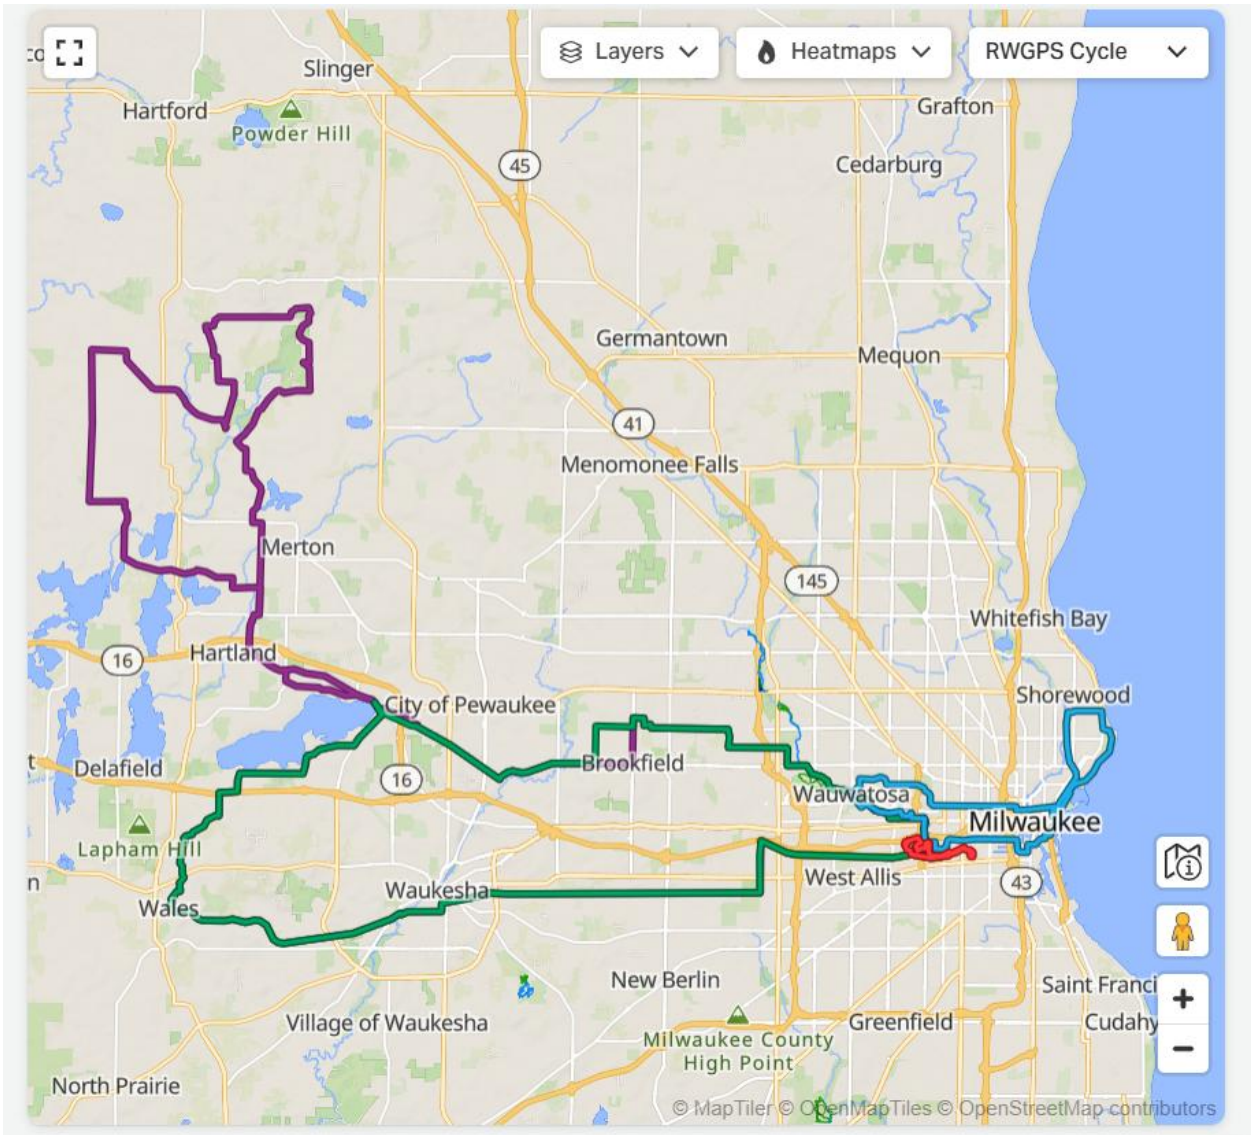 co
Layers
Heatmaps
RWGPS Cycle
Slinger
Hartford
Grafton
Powder Hill
45
Cedarburg
Germantown
Mequon
41
Menomonee Falls
Merton
145
Whitefish Bay
16
Hartland
Shorewood
City of Pewaukee
t
Delafield
16
Brookfield
Wauwatosa
Milwaukee
Lapham Hill
n
Waukesha
West Allis
43
Wales
New Berlin
Saint Franci
Village of Waukesha
Greenfield
Cudahy
Milwaukee County
High Point
North Prairie
© MapTiler © OpenMapTiles © OpenStreetMap contributors